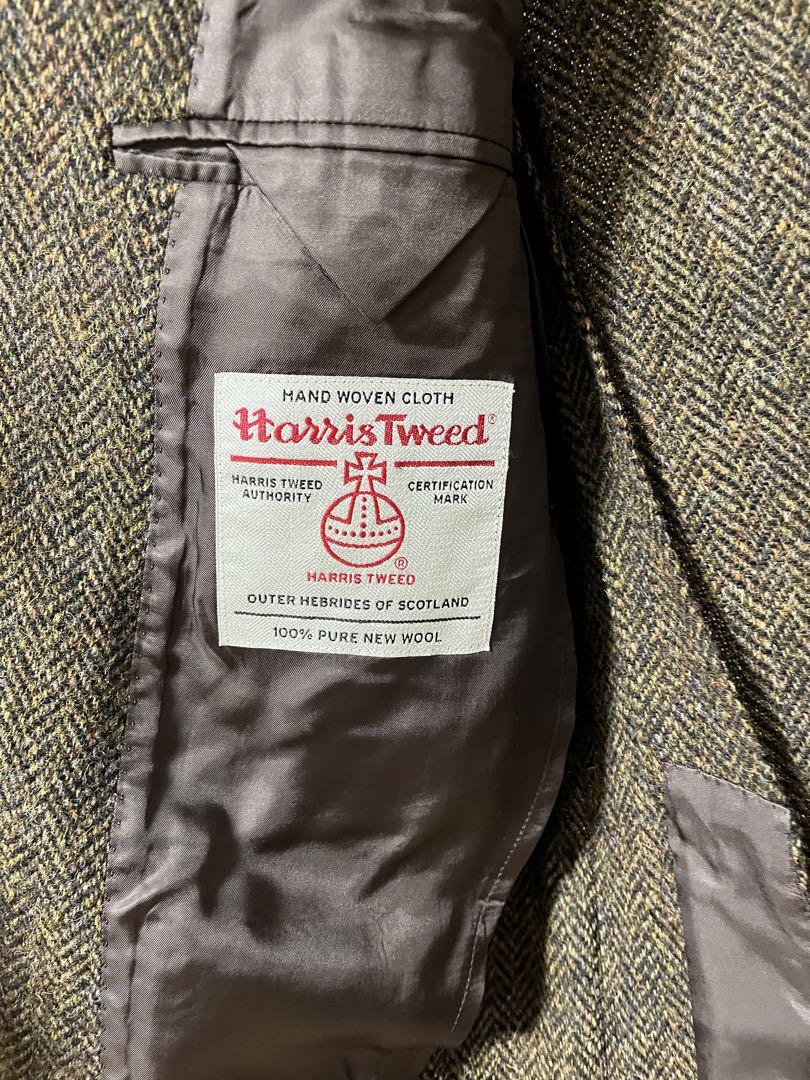 HAND WOVEN CLOTH
Harris Tweed®
HARRIS TWEED AUTHORITY
CERTIFICATION MARK
®
HARRIS TWEED
OUTER HEBRIDES OF SCOTLAND
100% PURE NEW WOOL